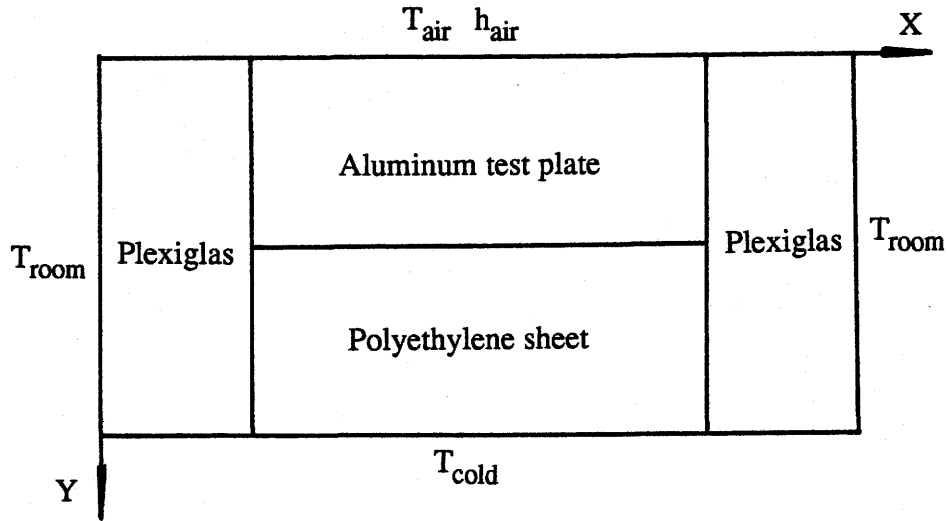 T_air h_air
X
Aluminum test plate
T_room
Plexiglas
Plexiglas
T_room
Polyethylene sheet
T_cold
Y